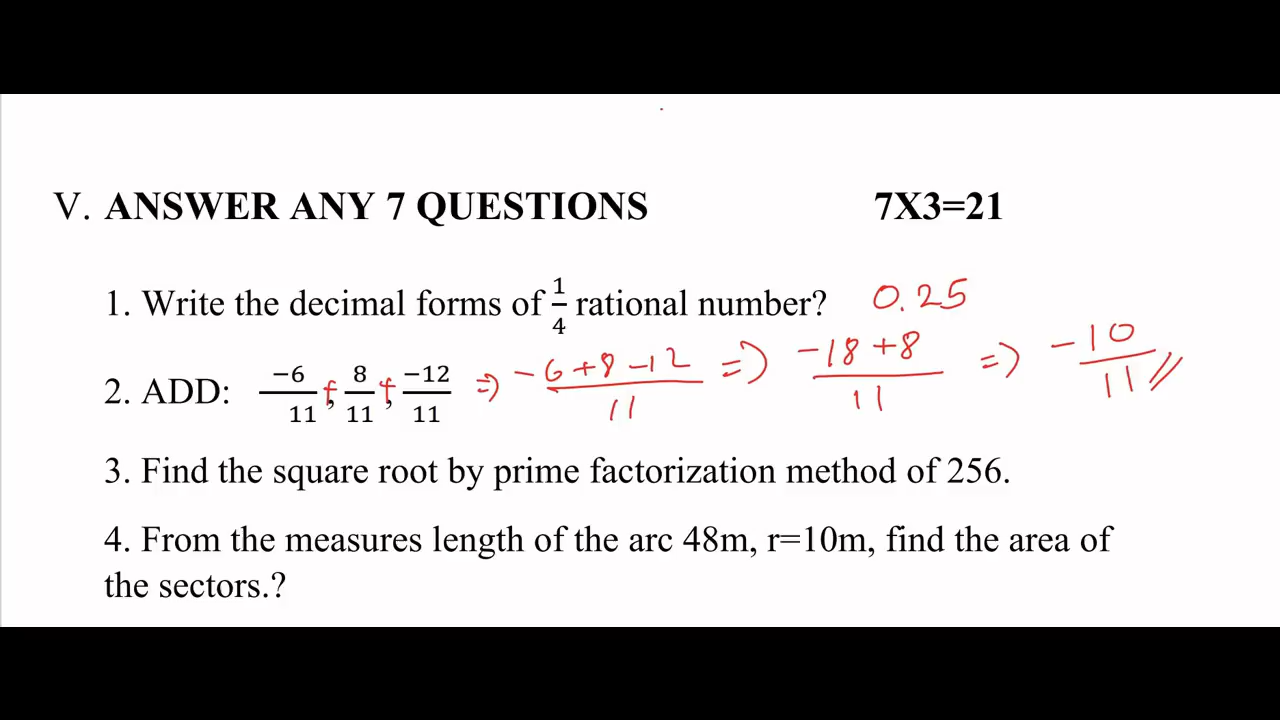 V. ANSWER ANY 7 QUESTIONS 7X3=21
1. Write the decimal forms of 1/4 rational number? 0.25
2. ADD: −6/11, + 8/11, + −12/11 => -6+8-12/11 => -18+8/11 => -10/11//
3. Find the square root by prime factorization method of 256.
4. From the measures length of the arc 48m, r=10m, find the area of
the sectors.?